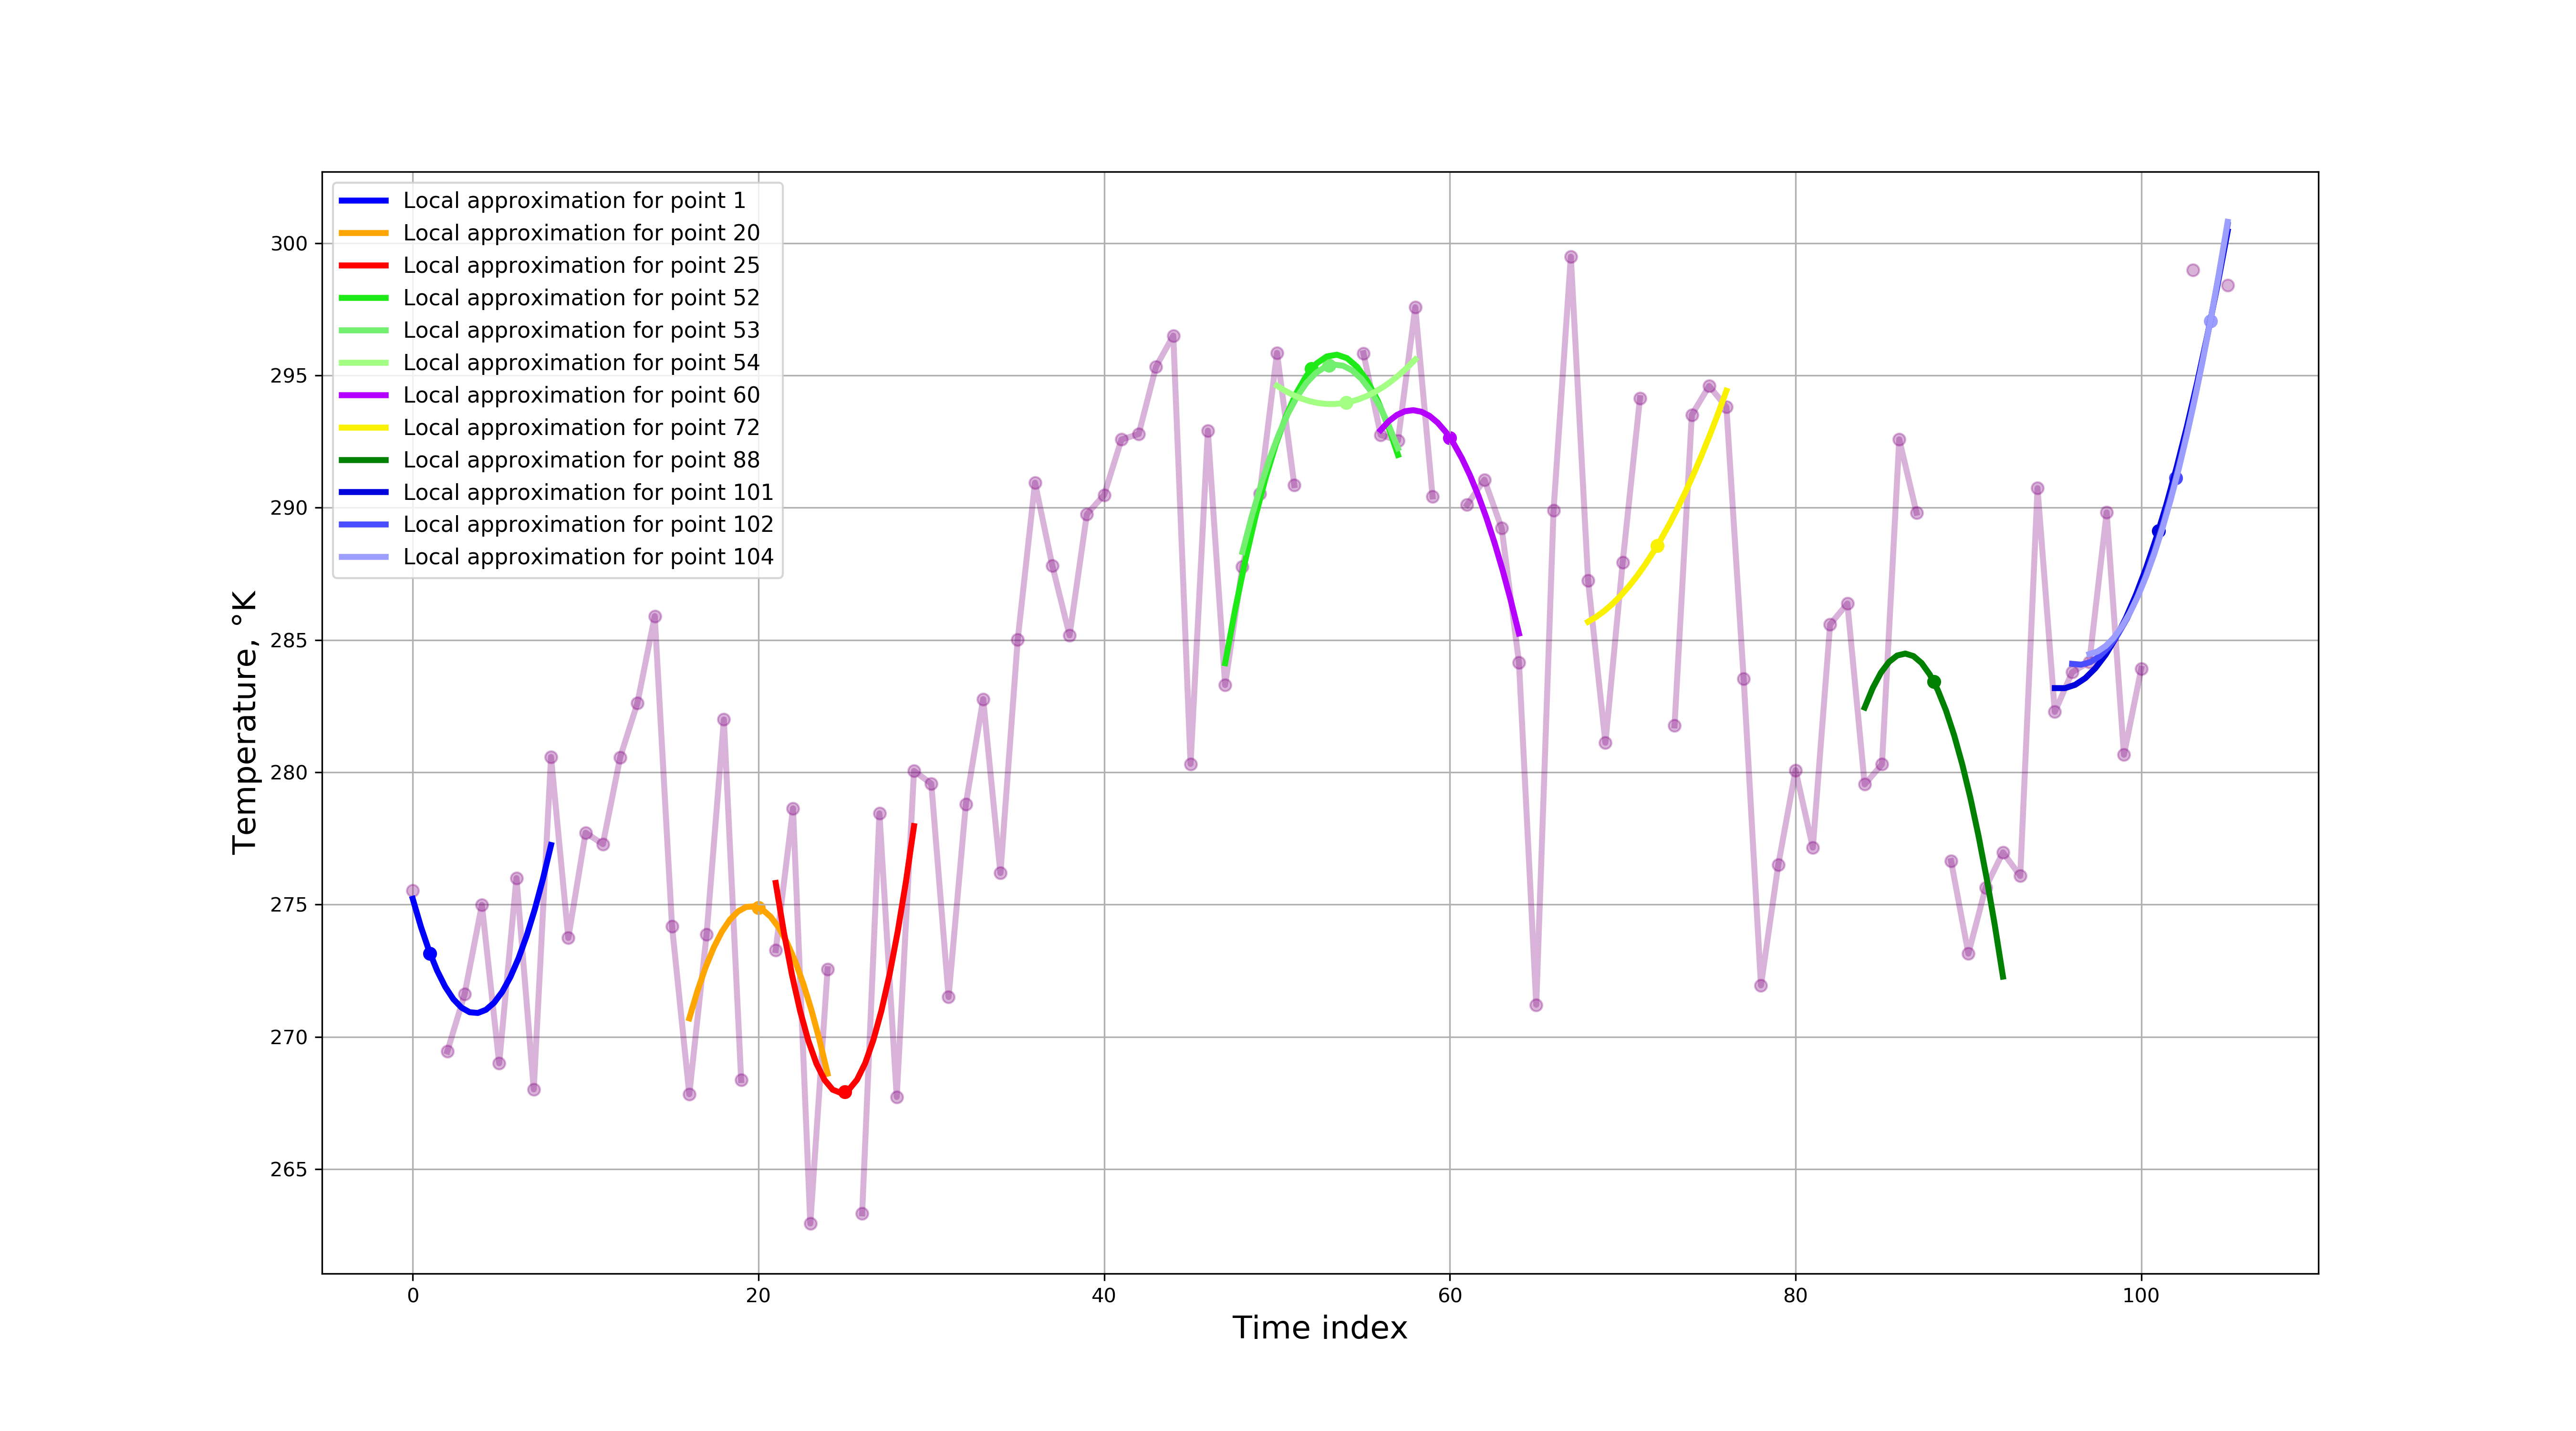 Local approximation for point 1
Local approximation for point 20
Local approximation for point 25
Local approximation for point 52
Local approximation for point 53
Local approximation for point 54
Local approximation for point 60
Local approximation for point 72
Local approximation for point 88
Local approximation for point 101
Local approximation for point 102
Local approximation for point 104
Temperature, °K
300
295
290
285
280
275
270
265
0 20 40 60 80 100
Time index